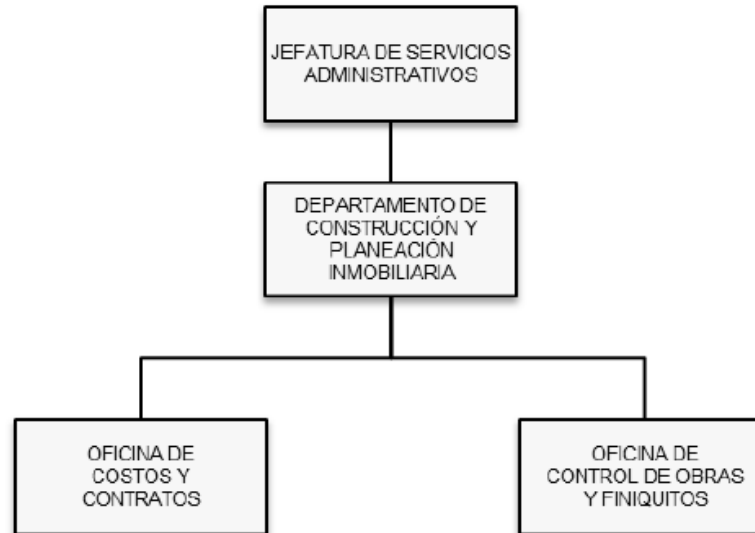 JEFATURA DE SERVICIOS
ADMINISTRATIVOS
DEPARTAMENTO DE
CONSTRUCCIÓN Y
PLANEACIÓN
INMOBILIARIA
OFICINA DE
COSTOS Y
CONTRATOS
OFICINA DE
CONTROL DE OBRAS
Y FINIQUITOS